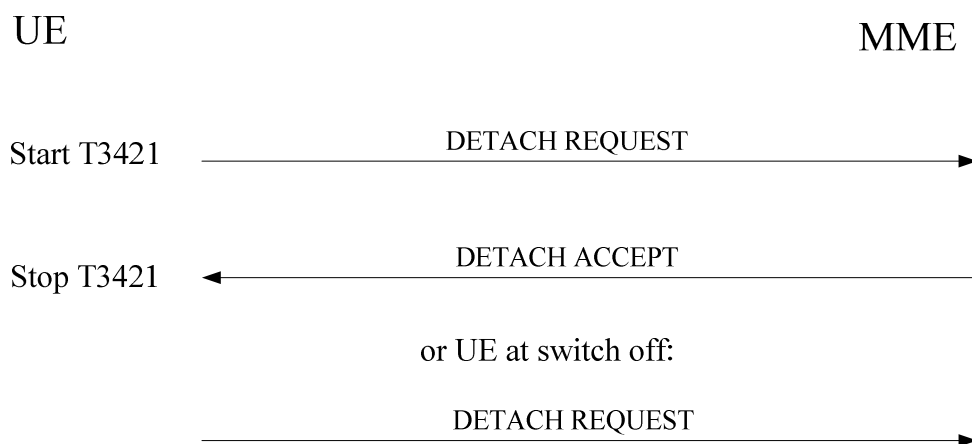 UE
MME
Start T3421
DETACH REQUEST
Stop T3421
DETACH ACCEPT
or UE at switch off:
DETACH REQUEST